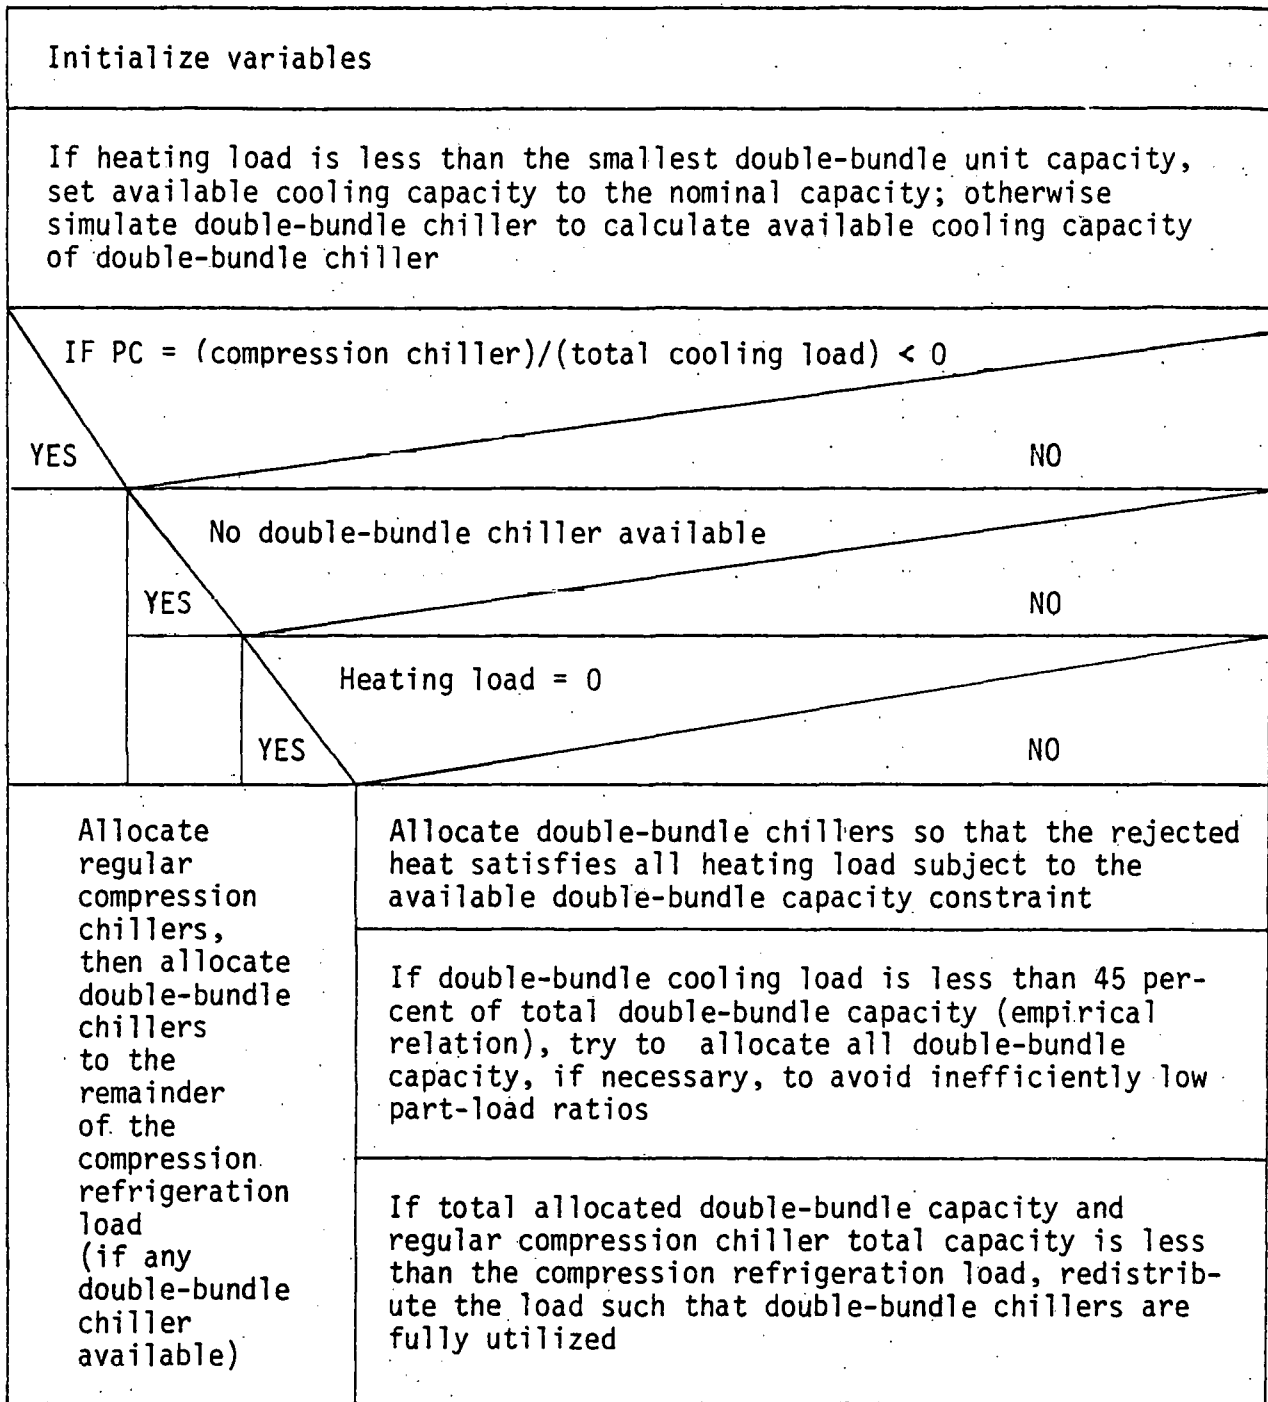 Initialize variables
If heating load is less than the smallest double-bundle unit capacity,
set available cooling capacity to the nominal capacity; otherwise
simulate double-bundle chiller to calculate available cooling capacity
of double-bundle chiller
IF PC = (compression chiller)/(total cooling load) < 0
YES
NO
No double-bundle chiller available
YES
NO
Heating load = 0
YES
NO
Allocate
regular
compression
chillers,
then allocate
double-bundle
chillers
to the
remainder
of the
compression
refrigeration
load
(if any
double-bundle
chiller
available)
Allocate double-bundle chillers so that the rejected
heat satisfies all heating load subject to the
available double-bundle capacity constraint
If double-bundle cooling load is less than 45 per-
cent of total double-bundle capacity (empirical
relation), try to allocate all double-bundle
capacity, if necessary, to avoid inefficiently low
part-load ratios
If total allocated double-bundle capacity and
regular compression chiller total capacity is less
than the compression refrigeration load, redistrib-
ute the load such that double-bundle chillers are
fully utilized